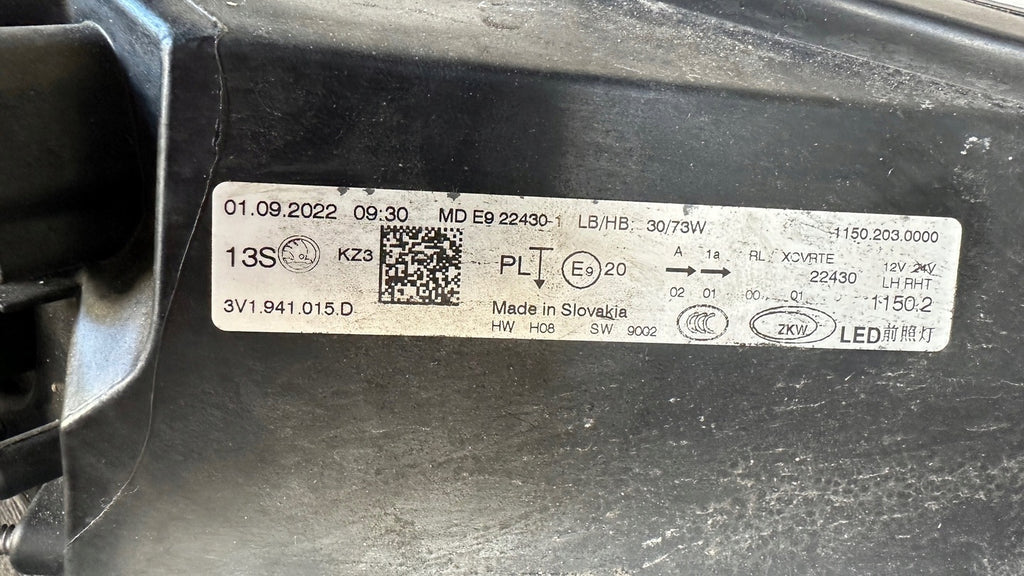 01.09.2022 09:30 MD E9 22430-1 LB/HB: 30/73W 1150.203.0000
13S KZ3 PL E9 20 A 1a RL XCVRTE 12V 24V
22430 LH RHT
02 01 00 01 1150.2
3V1.941.015.D Made in Slovakia
HW H08 SW 9002 CCC ZKW LED前照灯